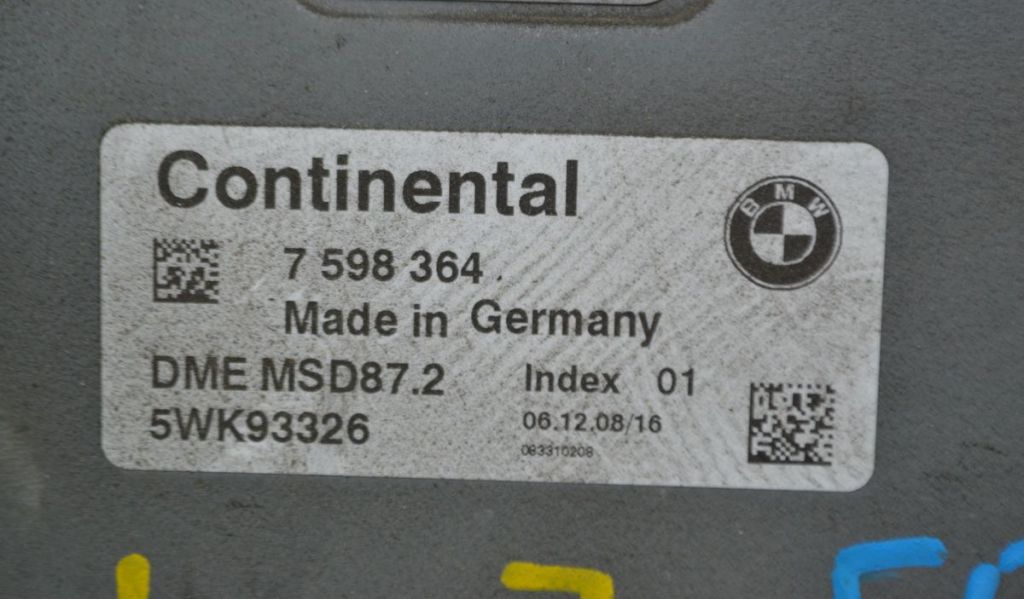 Continental
BMW
7 598 364
Made in Germany
DME MSD87.2
Index 01
5WK93326
06.12.08/16
083310208